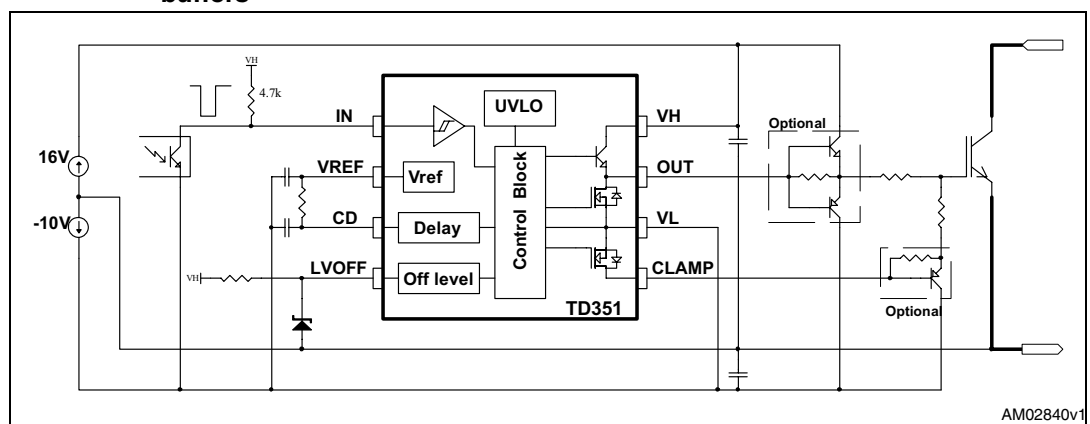 buffers
VH
4.7k
UVLO
IN
VH
Optional
16V
VREF
Vref
Control Block
OUT
-10V
CD
Delay
VL
VH
LVOFF
Off level
CLAMP
TD351
Optional
AM02840v1